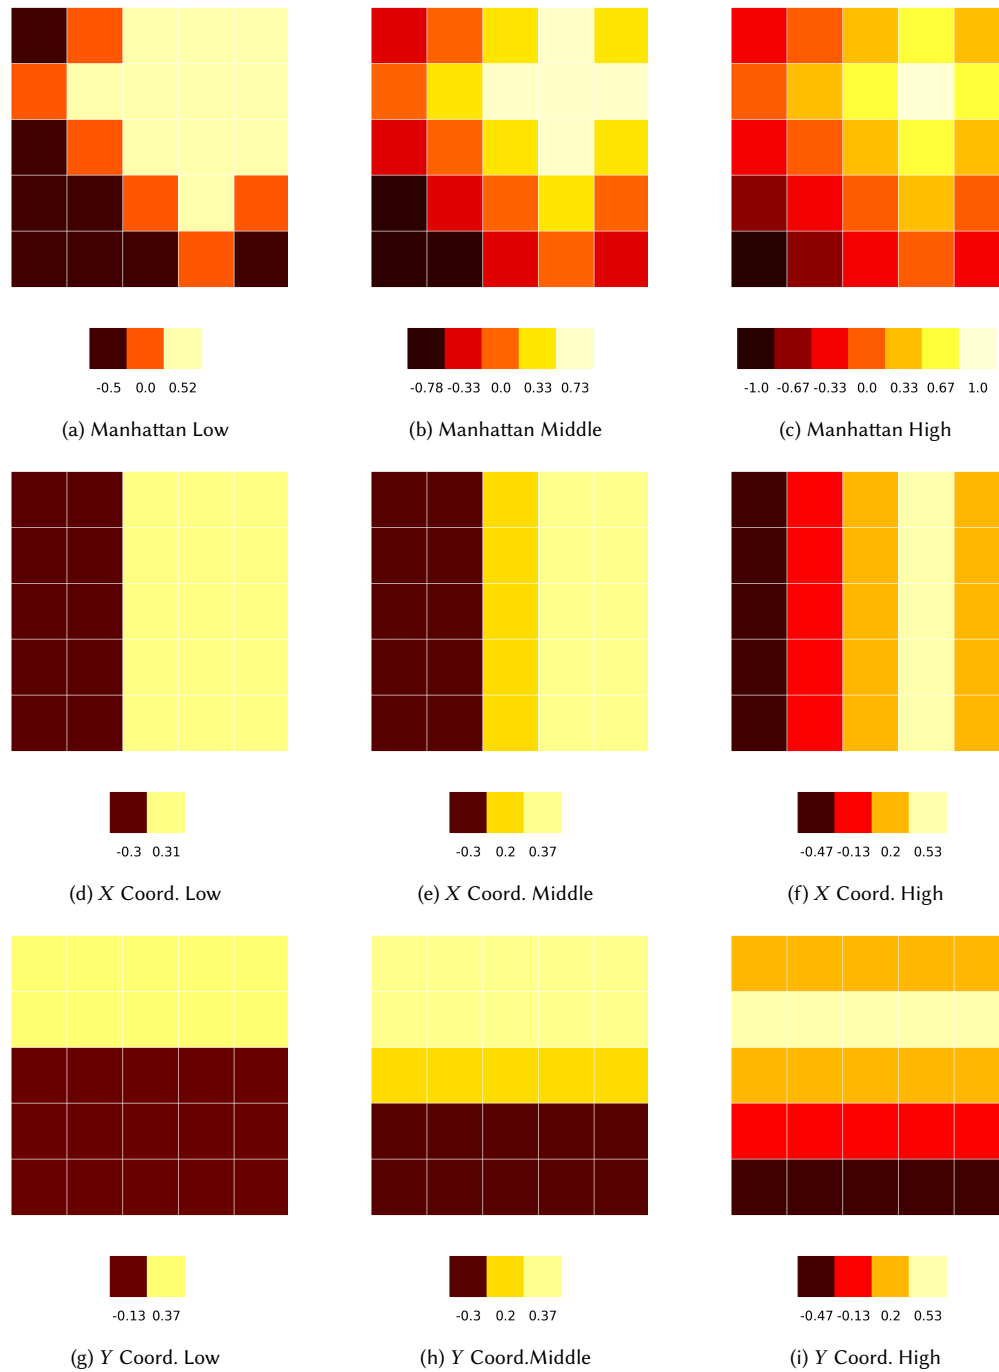 -0.5 0.0 0.52
-0.78 -0.33 0.0 0.33 0.73
-1.0 -0.67 -0.33 0.0 0.33 0.67 1.0
(a) Manhattan Low
(b) Manhattan Middle
(c) Manhattan High
-0.3 0.31
-0.3 0.2 0.37
-0.47 -0.13 0.2 0.53
(d) X Coord. Low
(e) X Coord. Middle
(f) X Coord. High
-0.13 0.37
-0.3 0.2 0.37
-0.47 -0.13 0.2 0.53
(g) Y Coord. Low
(h) Y Coord.Middle
(i) Y Coord. High